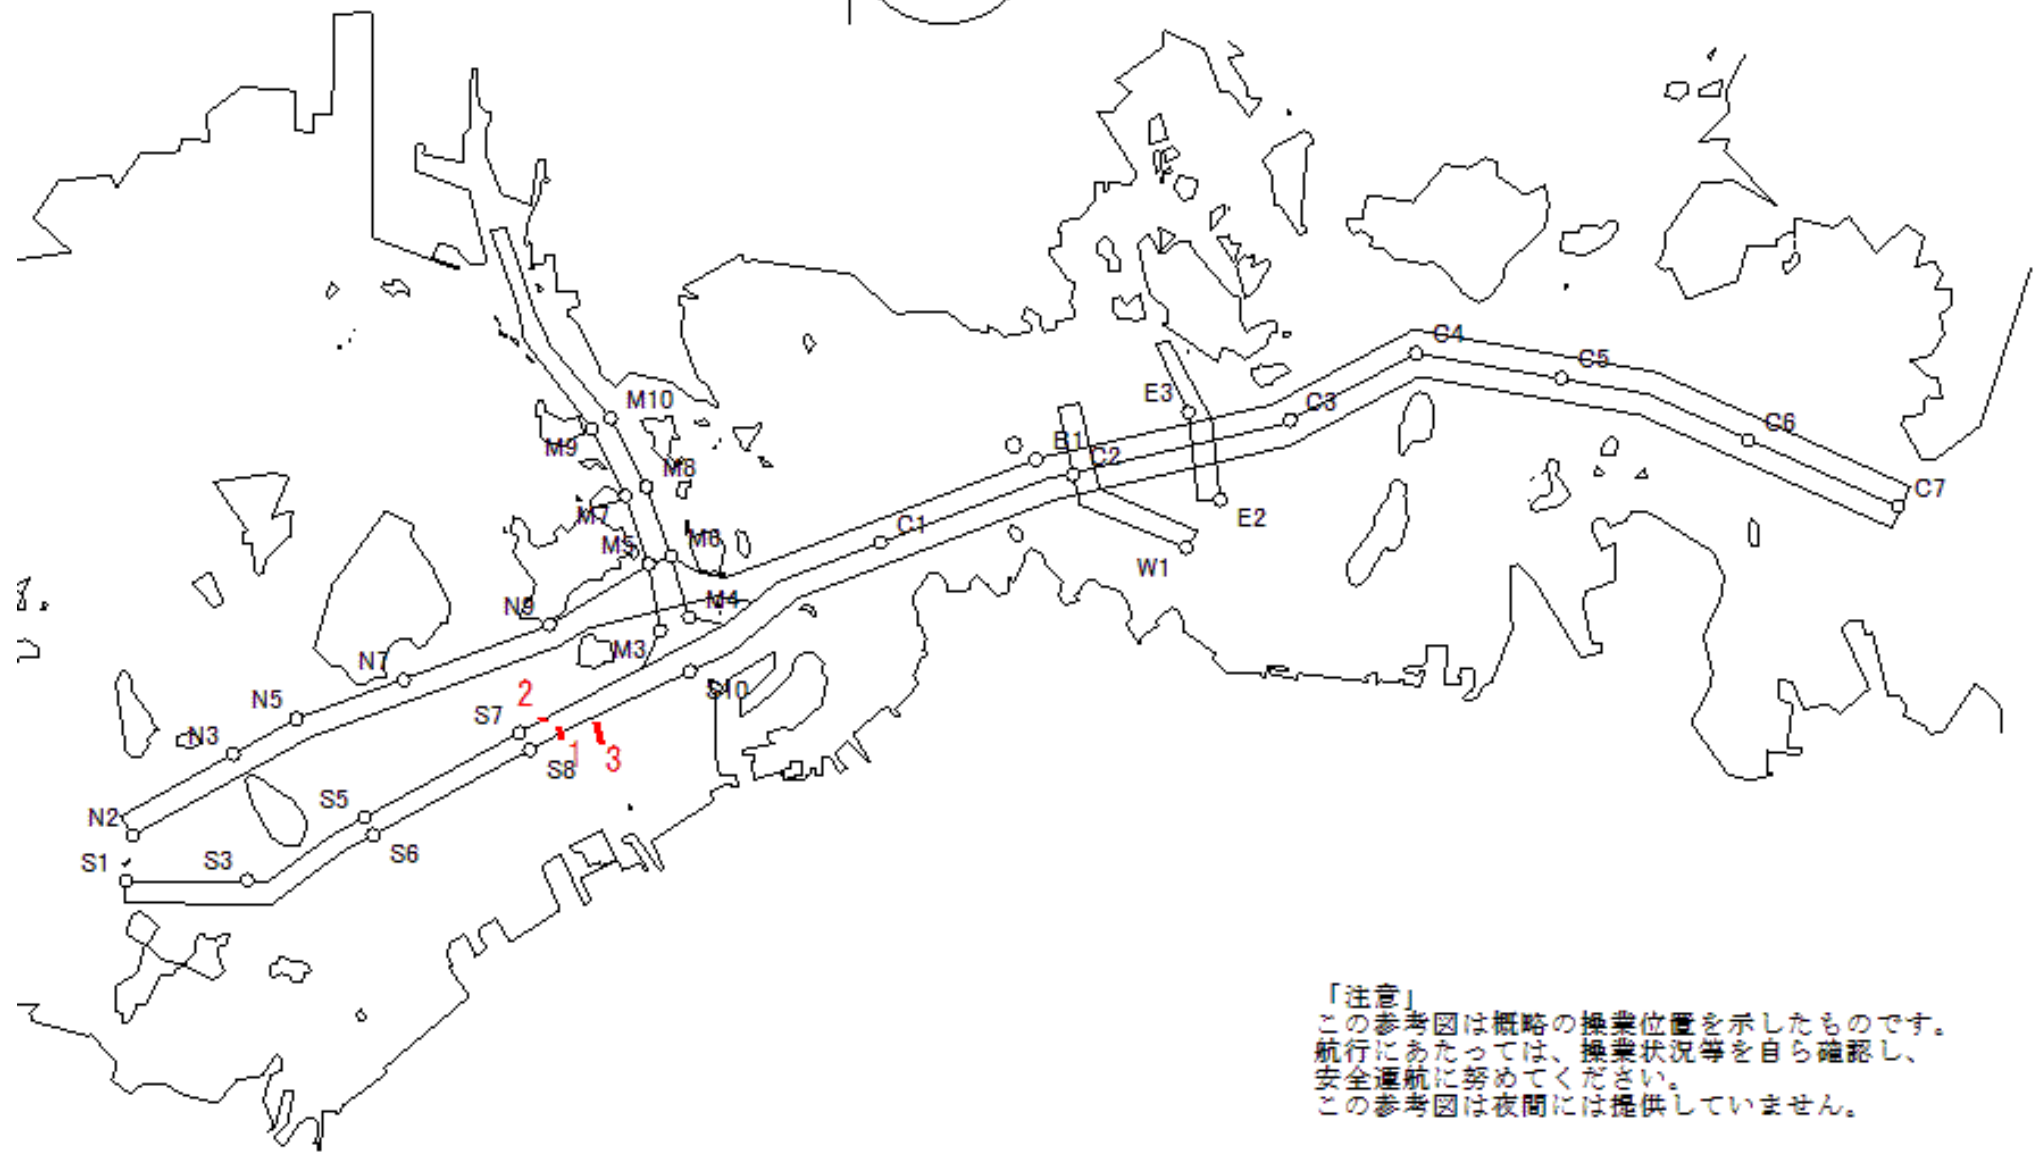 C4
C5
M10
E3
C3
C6
M9
B1
C2
M8
C7
M7
E2
C1
M5
M6
W1
N9
M4
M3
N7
2
S10
N5
S7
N3
1
3
S8
S5
N2
S6
S1
S3
「注意」
この参考図は概略の操業位置を示したものです。
航行にあたっては、操業状況等を自ら確認し、
安全運航に努めてください。
この参考図は夜間には提供していません。